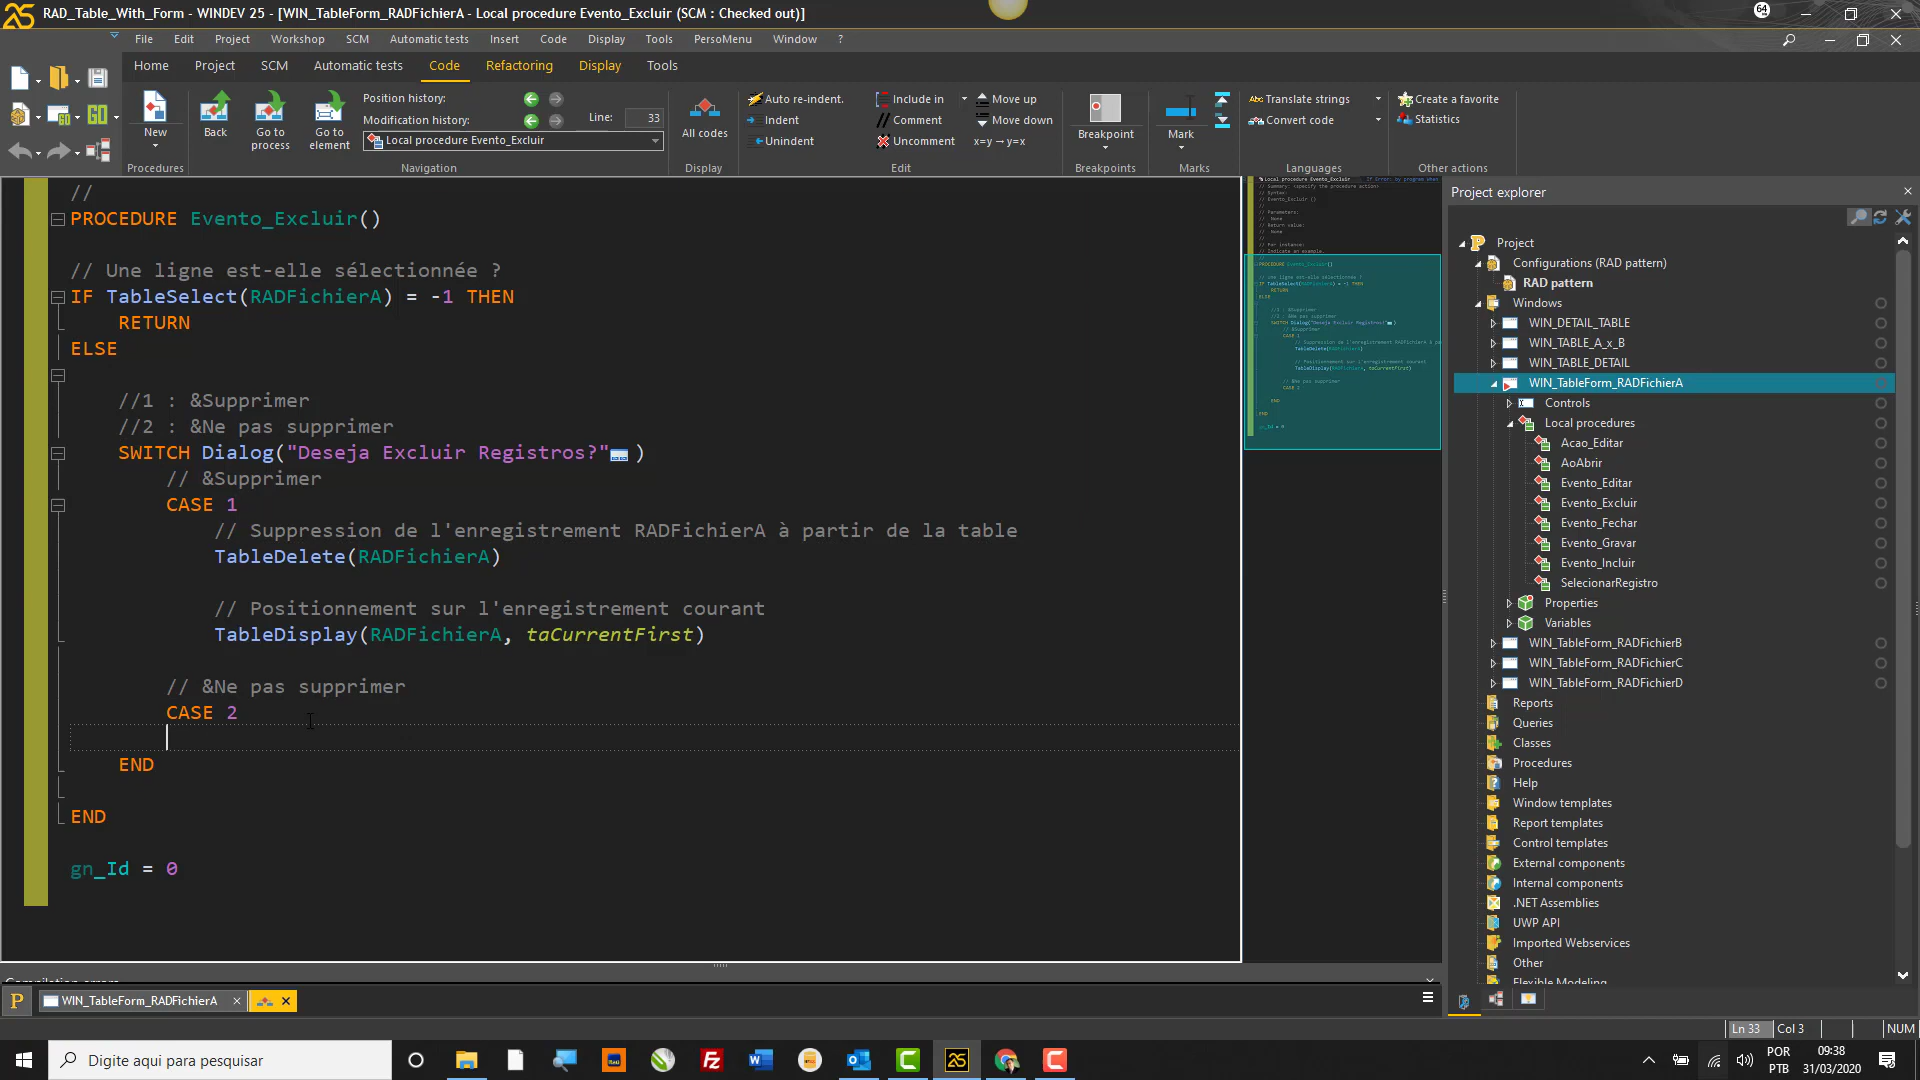 RAD_Table_With_Form - WINDEV 25 - [WIN_TableForm_RADFichierA - Local procedure Evento_Excluir (SCM : Checked out)]
64
File Edit Project Workshop SCM Automatic tests Insert Code Display Tools PersoMenu Window ?
Home Project SCM Automatic tests Code Refactoring Display Tools
New
Procedures
Back
Go to process
Go to element
Position history:
Modification history:
Line: 33
Local procedure Evento_Excluir
Navigation
All codes
Display
Auto re-indent.
Indent
Unindent
Include in
Comment
Uncomment
Move up
Move down
x=y → y=x
Edit
Breakpoint
Breakpoints
Mark
Marks
Translate strings
Convert code
Languages
Create a favorite
Statistics
Other actions
//
PROCEDURE Evento_Excluir()
// Une ligne est-elle sélectionnée ?
IF TableSelect(RADFichierA) = -1 THEN
RETURN
ELSE
//1 : &Supprimer
//2 : &Ne pas supprimer
SWITCH Dialog("Deseja Excluir Registros?" )
// &Supprimer
CASE 1
// Suppression de l'enregistrement RADFichierA à partir de la table
TableDelete(RADFichierA)
// Positionnement sur l'enregistrement courant
TableDisplay(RADFichierA, taCurrentFirst)
// &Ne pas supprimer
CASE 2
END
END
gn_Id = 0
Project explorer
Project
Configurations (RAD pattern)
RAD pattern
Windows
WIN_DETAIL_TABLE
WIN_TABLE_A_x_B
WIN_TABLE_DETAIL
WIN_TableForm_RADFichierA
Controls
Local procedures
Acao_Editar
AoAbrir
Evento_Editar
Evento_Excluir
Evento_Fechar
Evento_Gravar
Evento_Incluir
SelecionarRegistro
Properties
Variables
WIN_TableForm_RADFichierB
WIN_TableForm_RADFichierC
WIN_TableForm_RADFichierD
Reports
Queries
Classes
Procedures
Help
Window templates
Report templates
Control templates
External components
Internal components
.NET Assemblies
UWP API
Imported Webservices
Other
Flexible Modeling
Compilation errors
WIN_TableForm_RADFichierA
Ln 33 Col 3 NUM
Digite aqui para pesquisar
POR
PTB
09:38
31/03/2020